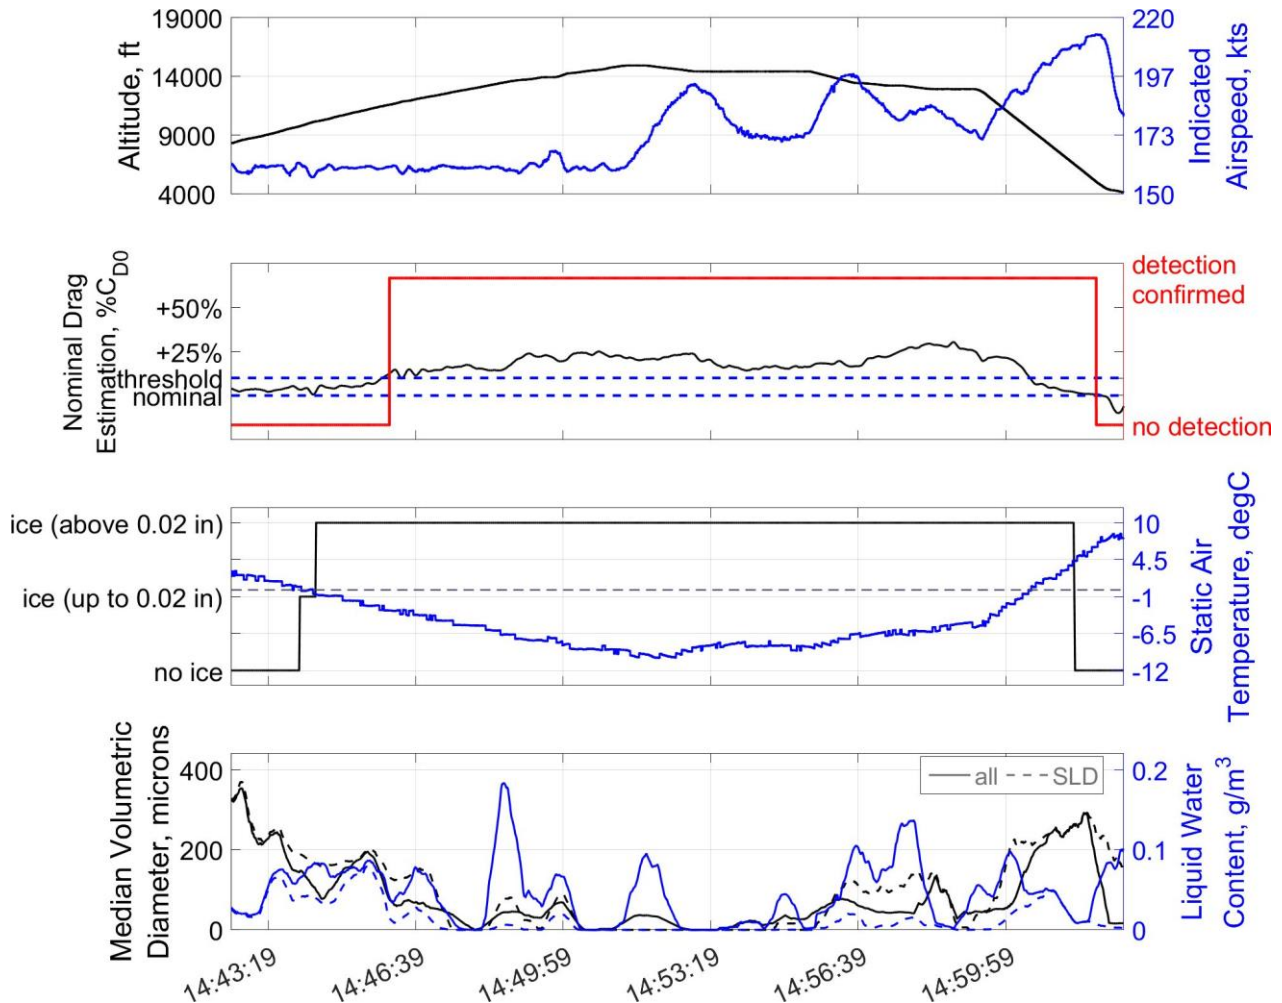 19000
14000
9000
4000
Altitude, ft
220
197
173
150
Indicated
Airspeed, kts
Nominal Drag
Estimation, %C_D0
+50%
+25%
threshold
nominal
detection
confirmed
no detection
ice (above 0.02 in)
ice (up to 0.02 in)
no ice
10
4.5
-1
-6.5
-12
Static Air
Temperature, degC
Median Volumetric
Diameter, microns
400
200
0
all
SLD
0.2
0.1
0
Liquid Water
Content, g/m³
14:43:19
14:46:39
14:49:59
14:53:19
14:56:39
14:59:59